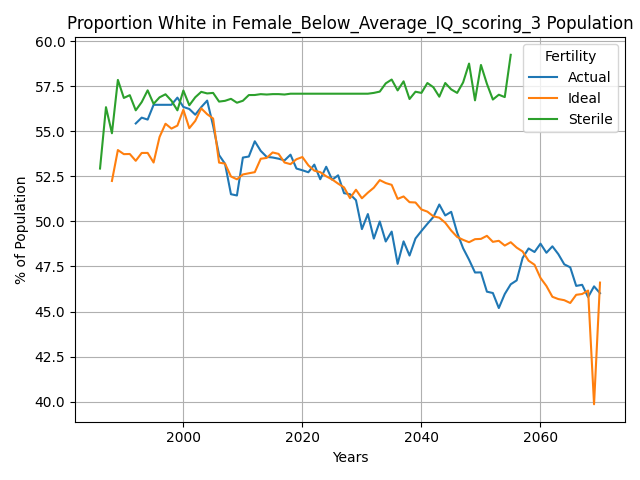 Proportion White in Female_Below_Average_IQ_scoring_3 Population
60.0
57.5
55.0
52.5
50.0
47.5
45.0
42.5
40.0
% of Population
Fertility
Actual
Ideal
Sterile
2000
2020
2040
2060
Years